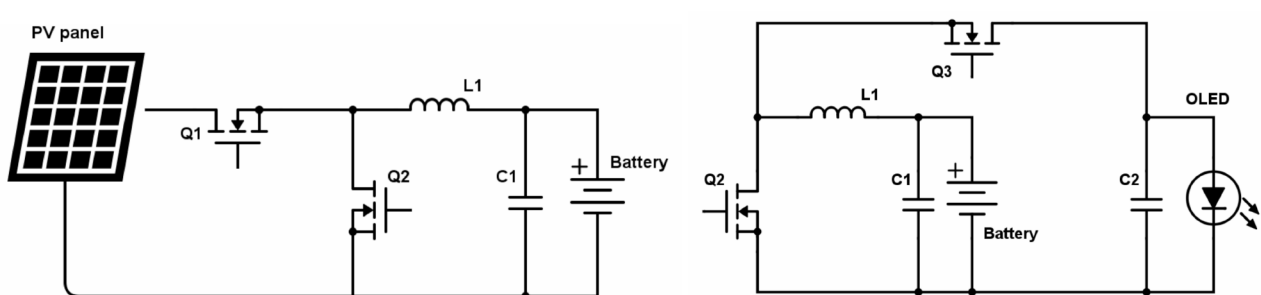 PV panel
Q1
L1
Q2
C1
+
Battery
Q3
L1
OLED
Q2
C1
+
Battery
C2